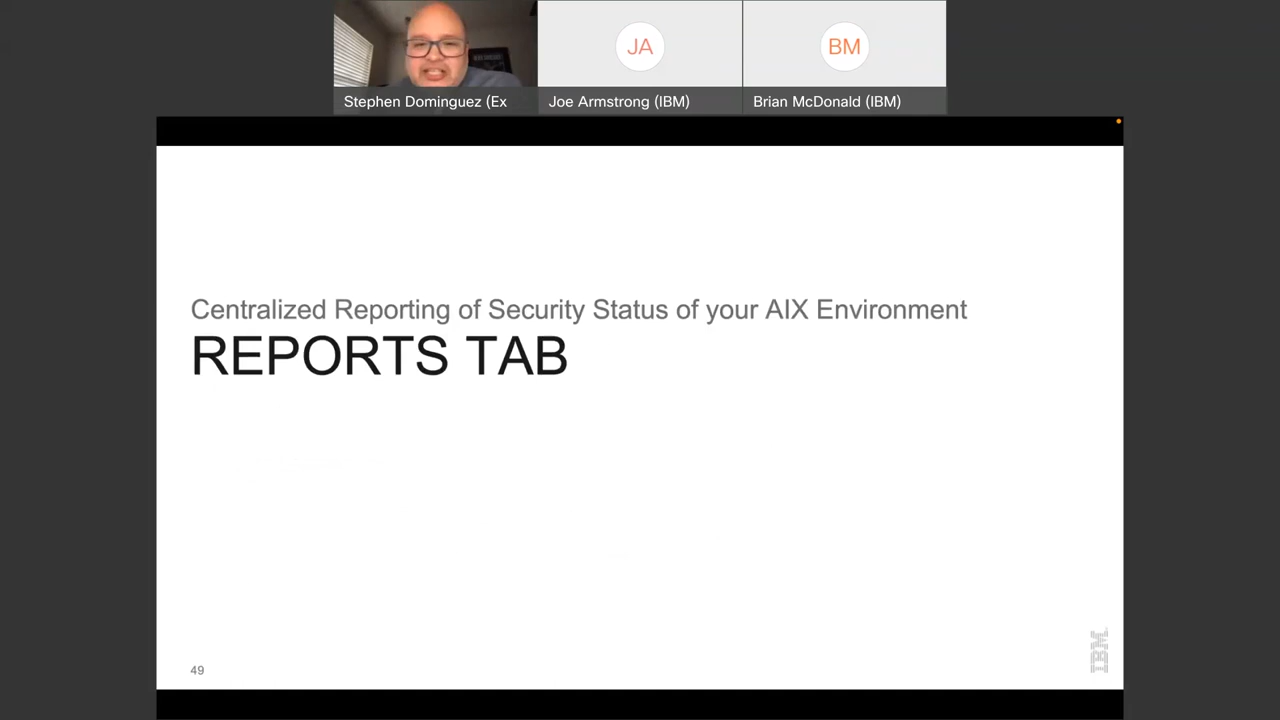 JA
BM
Stephen Dominguez (Ex
Joe Armstrong (IBM)
Brian McDonald (IBM)
Centralized Reporting of Security Status of your AIX Environment
REPORTS TAB
49
IBM